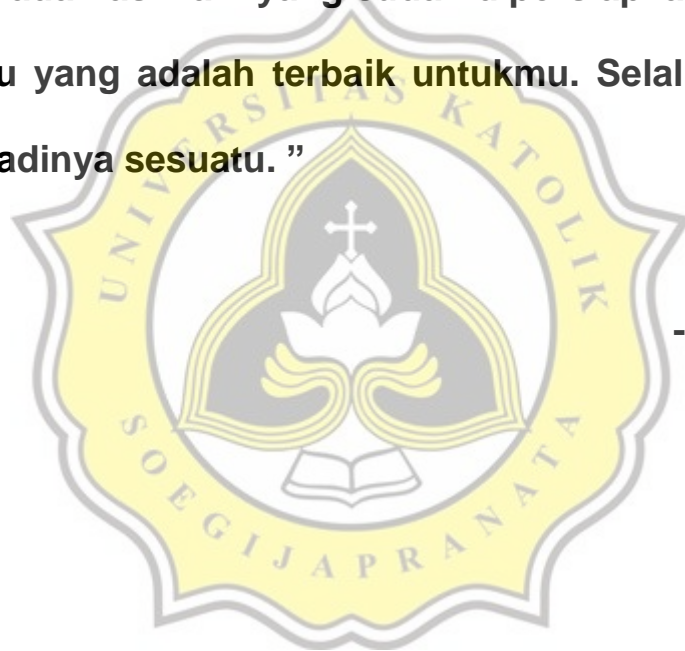 u yang adalah terbaik untukmu. Selal
adinya sesuatu. ”
UNIVERSITAS KATOLIK
-
SOEGIJAPRANATA